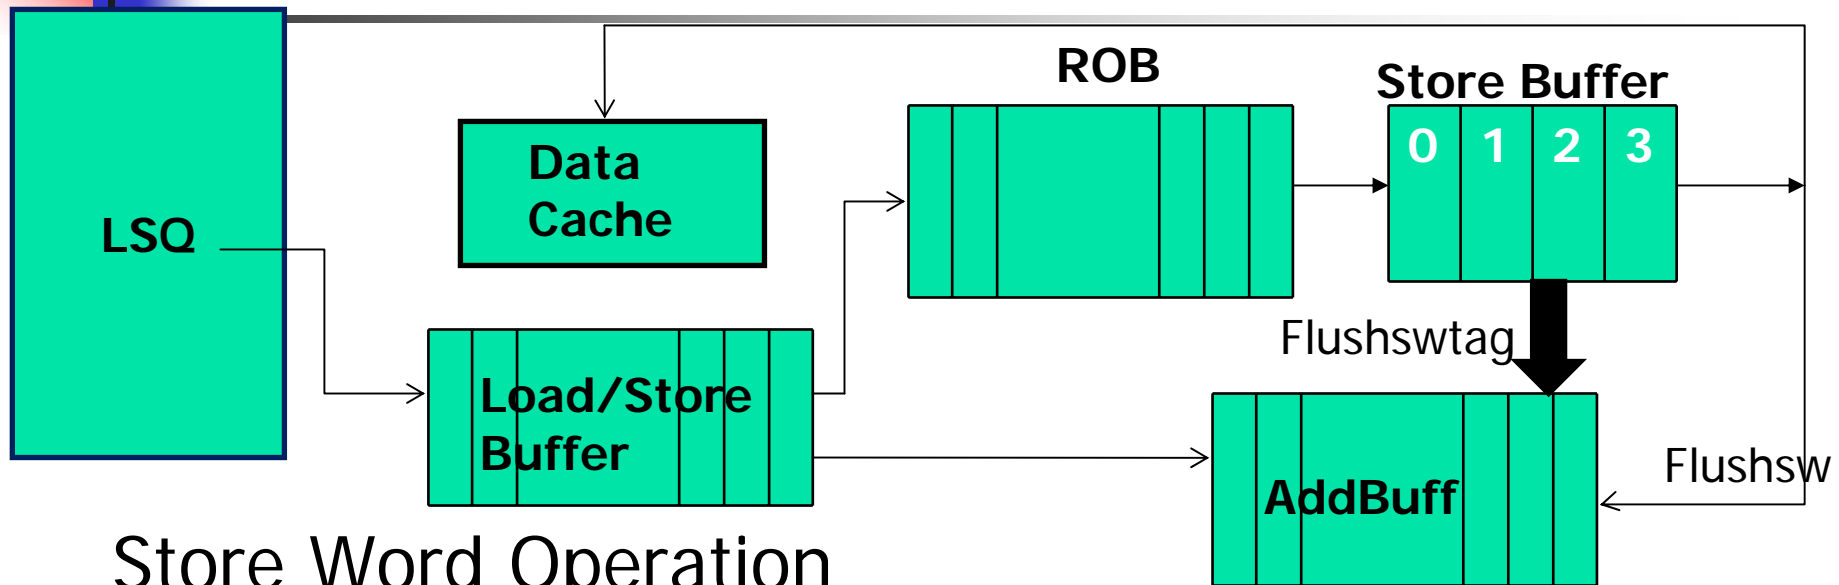 ROB
Store Buffer
0 1 2 3
Data
Cache
LSQ
Flushswtag
Load/Store
Buffer
AddBuff
Flushsw
Store Word Operation